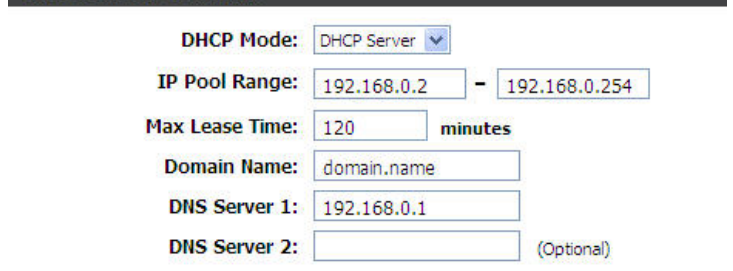 DHCP Mode: DHCP Server
IP Pool Range: 192.168.0.2 - 192.168.0.254
Max Lease Time: 120 minutes
Domain Name: domain.name
DNS Server 1: 192.168.0.1
DNS Server 2: (Optional)